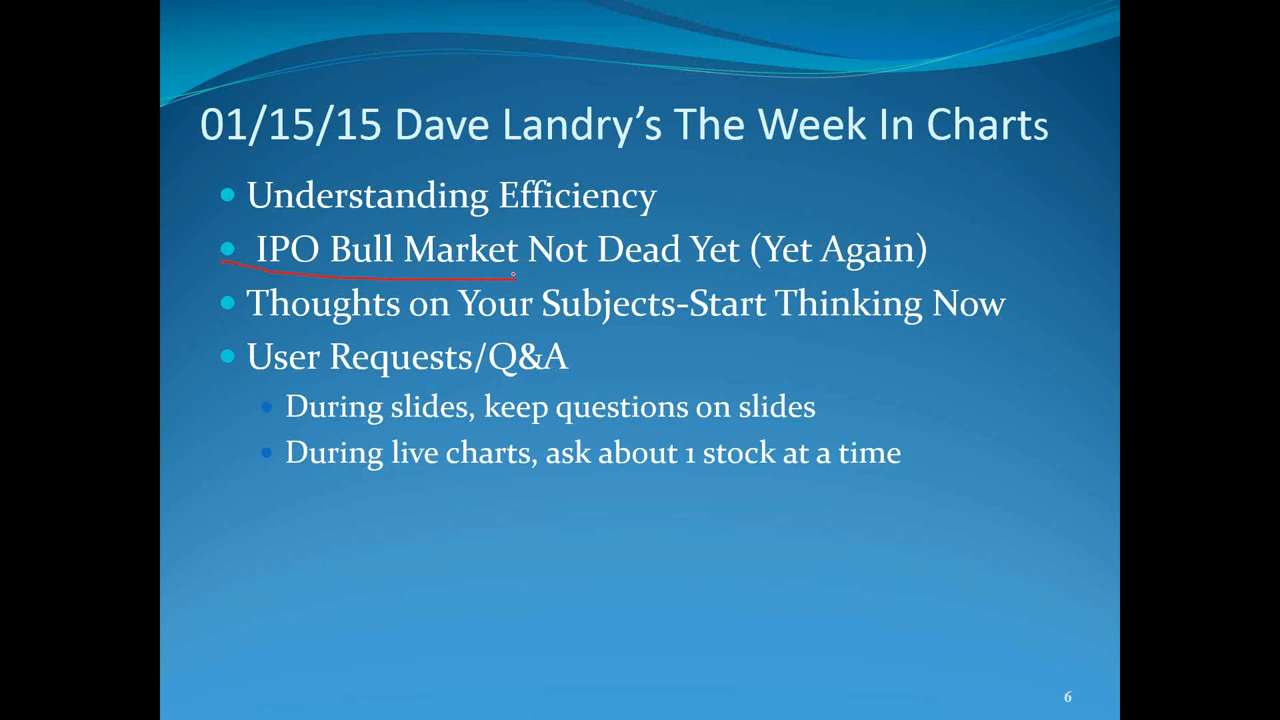 01/15/15 Dave Landry’s The Week In Charts
Understanding Efficiency
IPO Bull Market Not Dead Yet (Yet Again)
Thoughts on Your Subjects-Start Thinking Now
User Requests/Q&A
During slides, keep questions on slides
During live charts, ask about 1 stock at a time
6